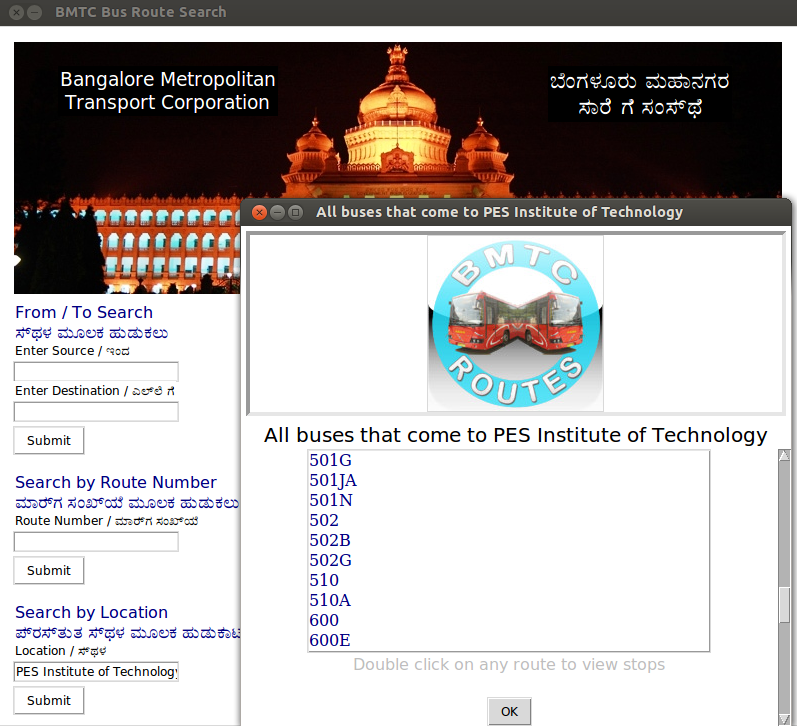 BMTC Bus Route Search
Bangalore Metropolitan
Transport Corporation
ಬೆಂಗಳೂರು ಮಹಾನಗರ
ಸಾರೆ ಗೆ ಸಂಸ್‌ಥೆ
From / To Search
ಸ್‌ಥಳ ಮೂಲಕ ಹುಡುಕಲು
Enter Source / ಇಂದ
Enter Destination / ಎಲ್‌ಲಿ ಗೆ
Submit
Search by Route Number
ಮಾರ್‌ಗ ಸಂಖ್‌ಯೆ ಮೂಲಕ ಹುಡುಕಲು
Route Number / ಮಾರ್‌ಗ ಸಂಖ್‌ಯೆ
Submit
Search by Location
ಪ್‌ರಸ್‌ತುತ ಸ್‌ಥಳ ಮೂಲಕ
Location / ಸ್‌ಥಳ
PES Institute of Technology
Submit
All buses that come to PES Institute of Technology
BMTC
ROUTES
All buses that come to PES Institute of Technology
501G
501JA
501N
502
502B
502G
510
510A
600
600E
Double click on any route to view stops
OK